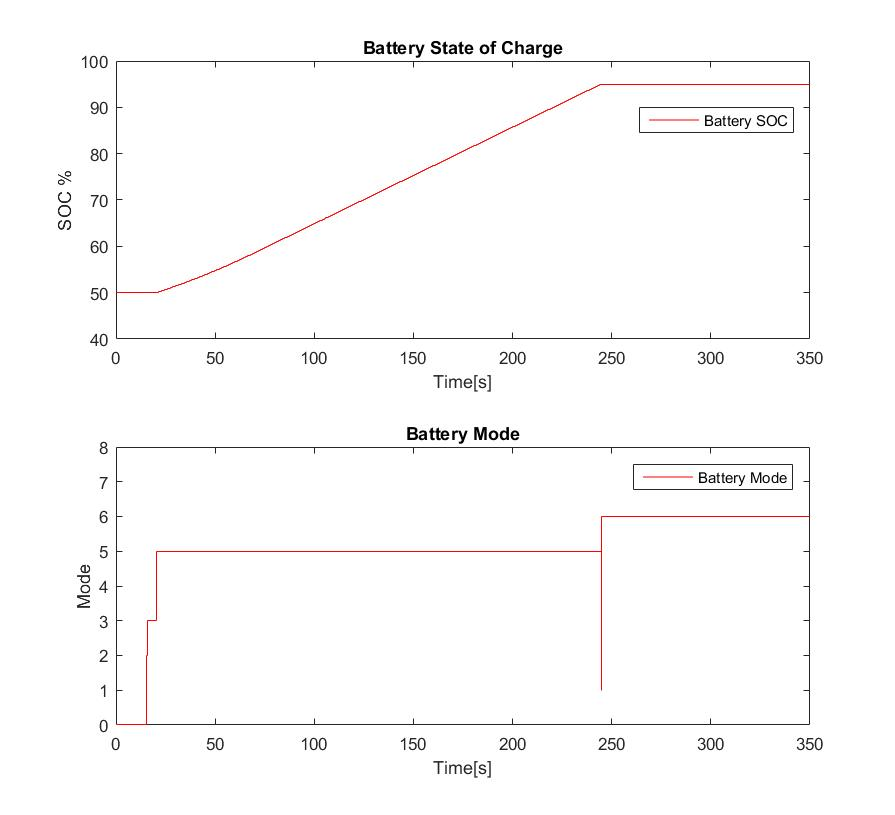 Battery State of Charge
100
90
80
70
60
50
40
SOC %
Battery SOC
0 50 100 150 200 250 300 350
Time[s]
Battery Mode
8
7
6
5
4
3
2
1
0
Mode
Battery Mode
0 50 100 150 200 250 300 350
Time[s]